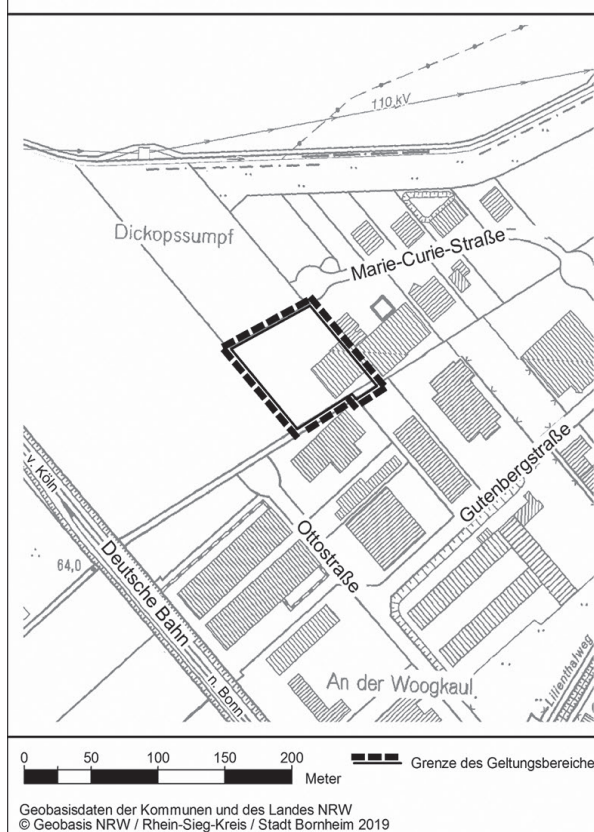 110 kV
Dickopssumpf
Marie-Curie-Straße
v. Köln
Gutenbergstraße
Ottostraße
64,0
Deutsche Bahn
n. Bonn
An der Woogkaul
Lilienthalweg
0 50 100 150 200
Meter
Grenze des Geltungsbereiche
Geobasisdaten der Kommunen und des Landes NRW
© Geobasis NRW / Rhein-Sieg-Kreis / Stadt Bornheim 2019